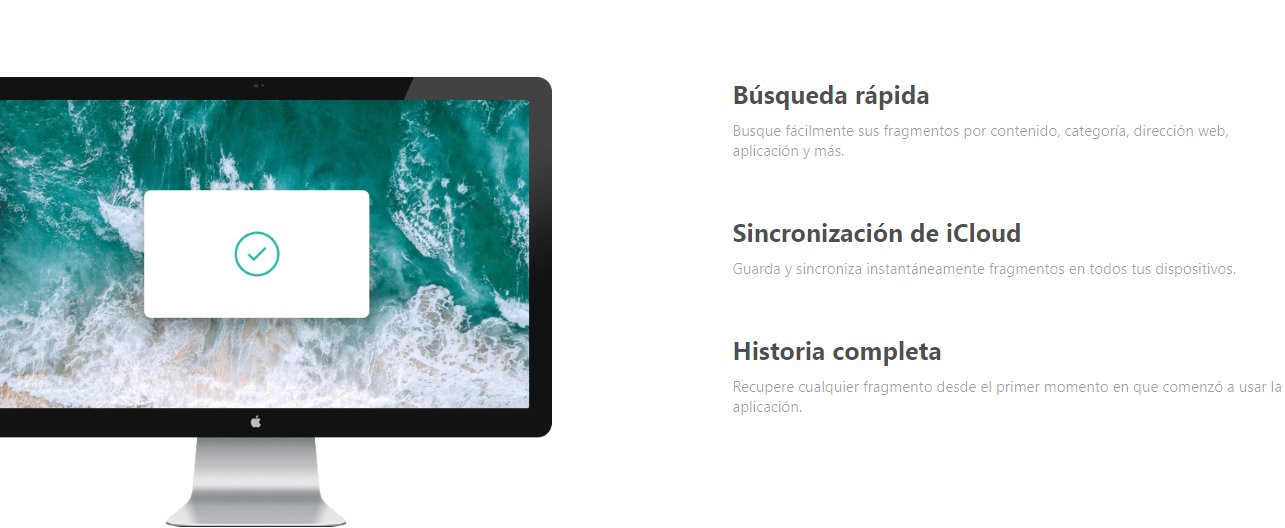 Búsqueda rápida
Busque fácilmente sus fragmentos por contenido, categoría, dirección web,
aplicación y más.
Sincronización de iCloud
Guarda y sincroniza instantáneamente fragmentos en todos tus dispositivos.
Historia completa
Recupere cualquier fragmento desde el primer momento en que comenzó a usar la
aplicación.